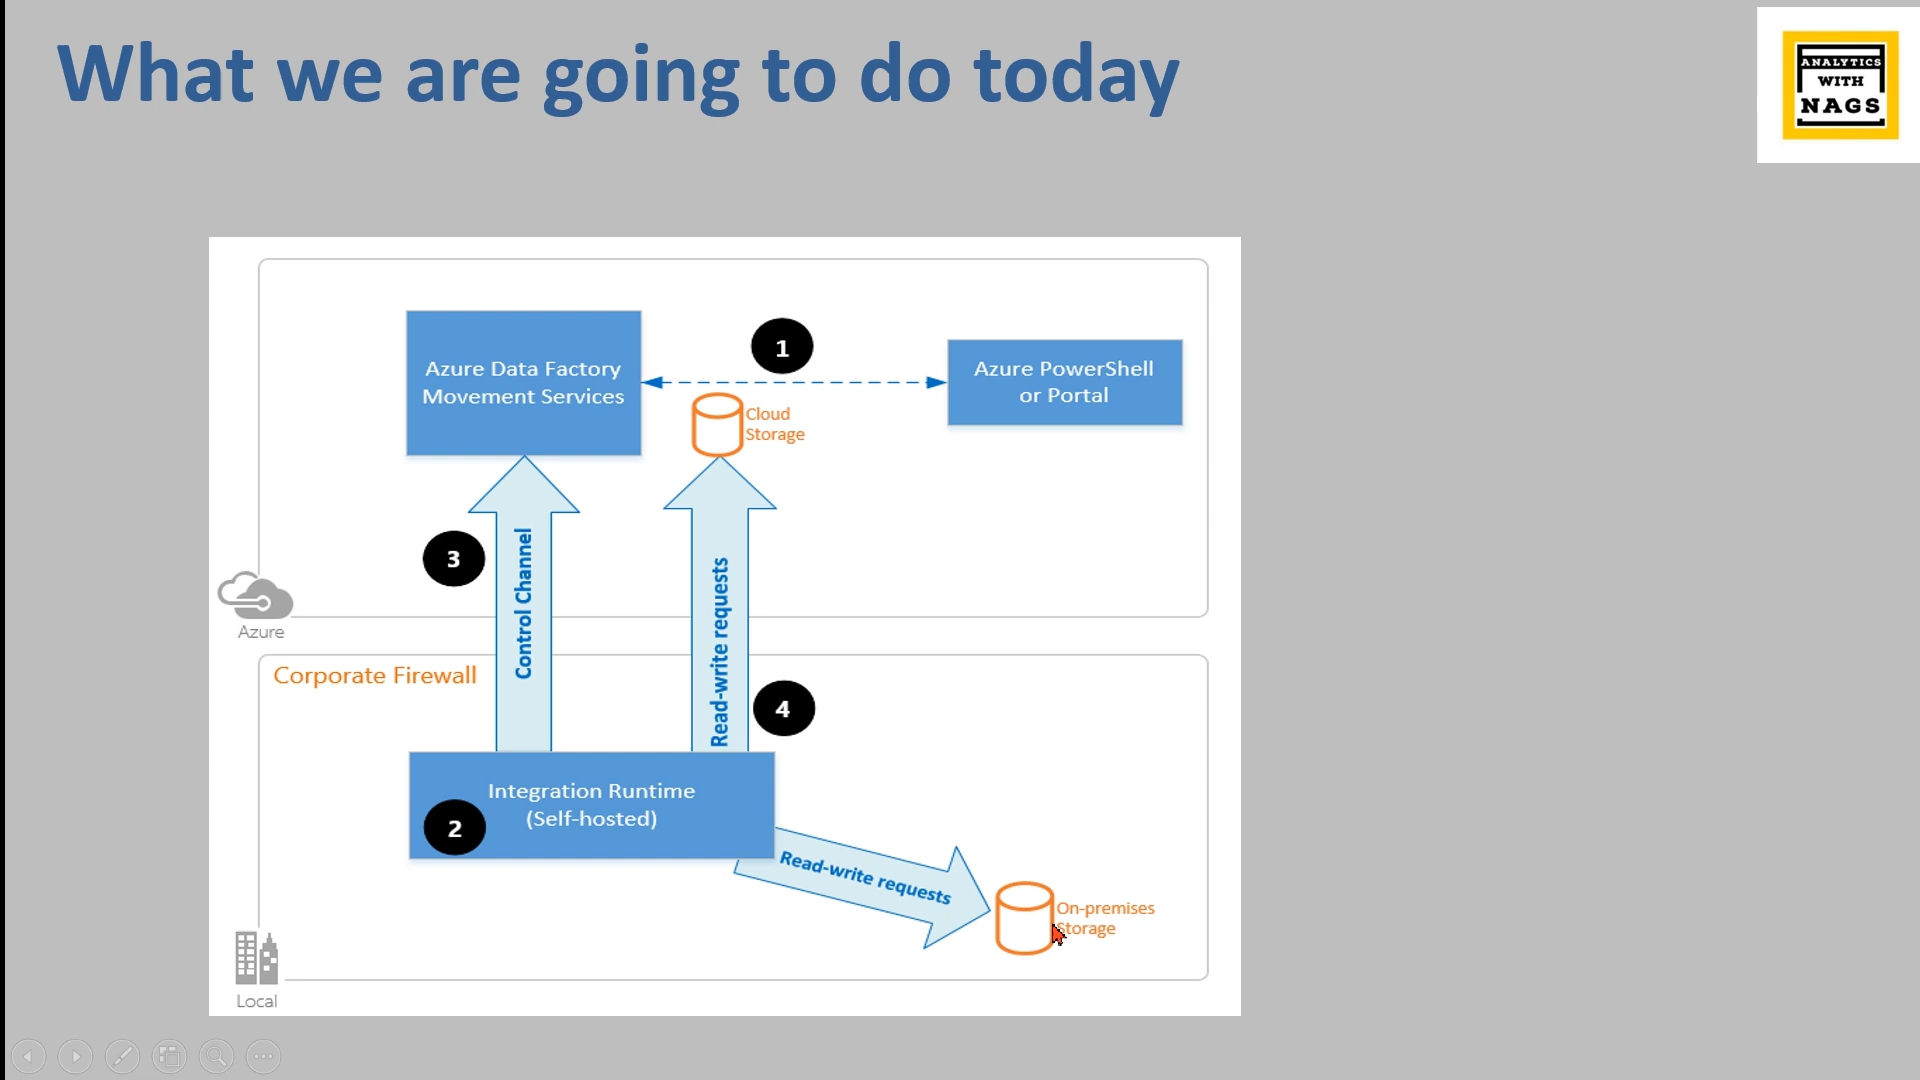 What we are going to do today
ANALYTICS
WITH
NAGS
1
Azure Data Factory
Movement Services
Azure PowerShell
or Portal
Cloud
Storage
3
Control Channel
Read-write requests
Azure
Corporate Firewall
4
Integration Runtime
(Self-hosted)
2
Read-write requests
On-premises
Storage
Local